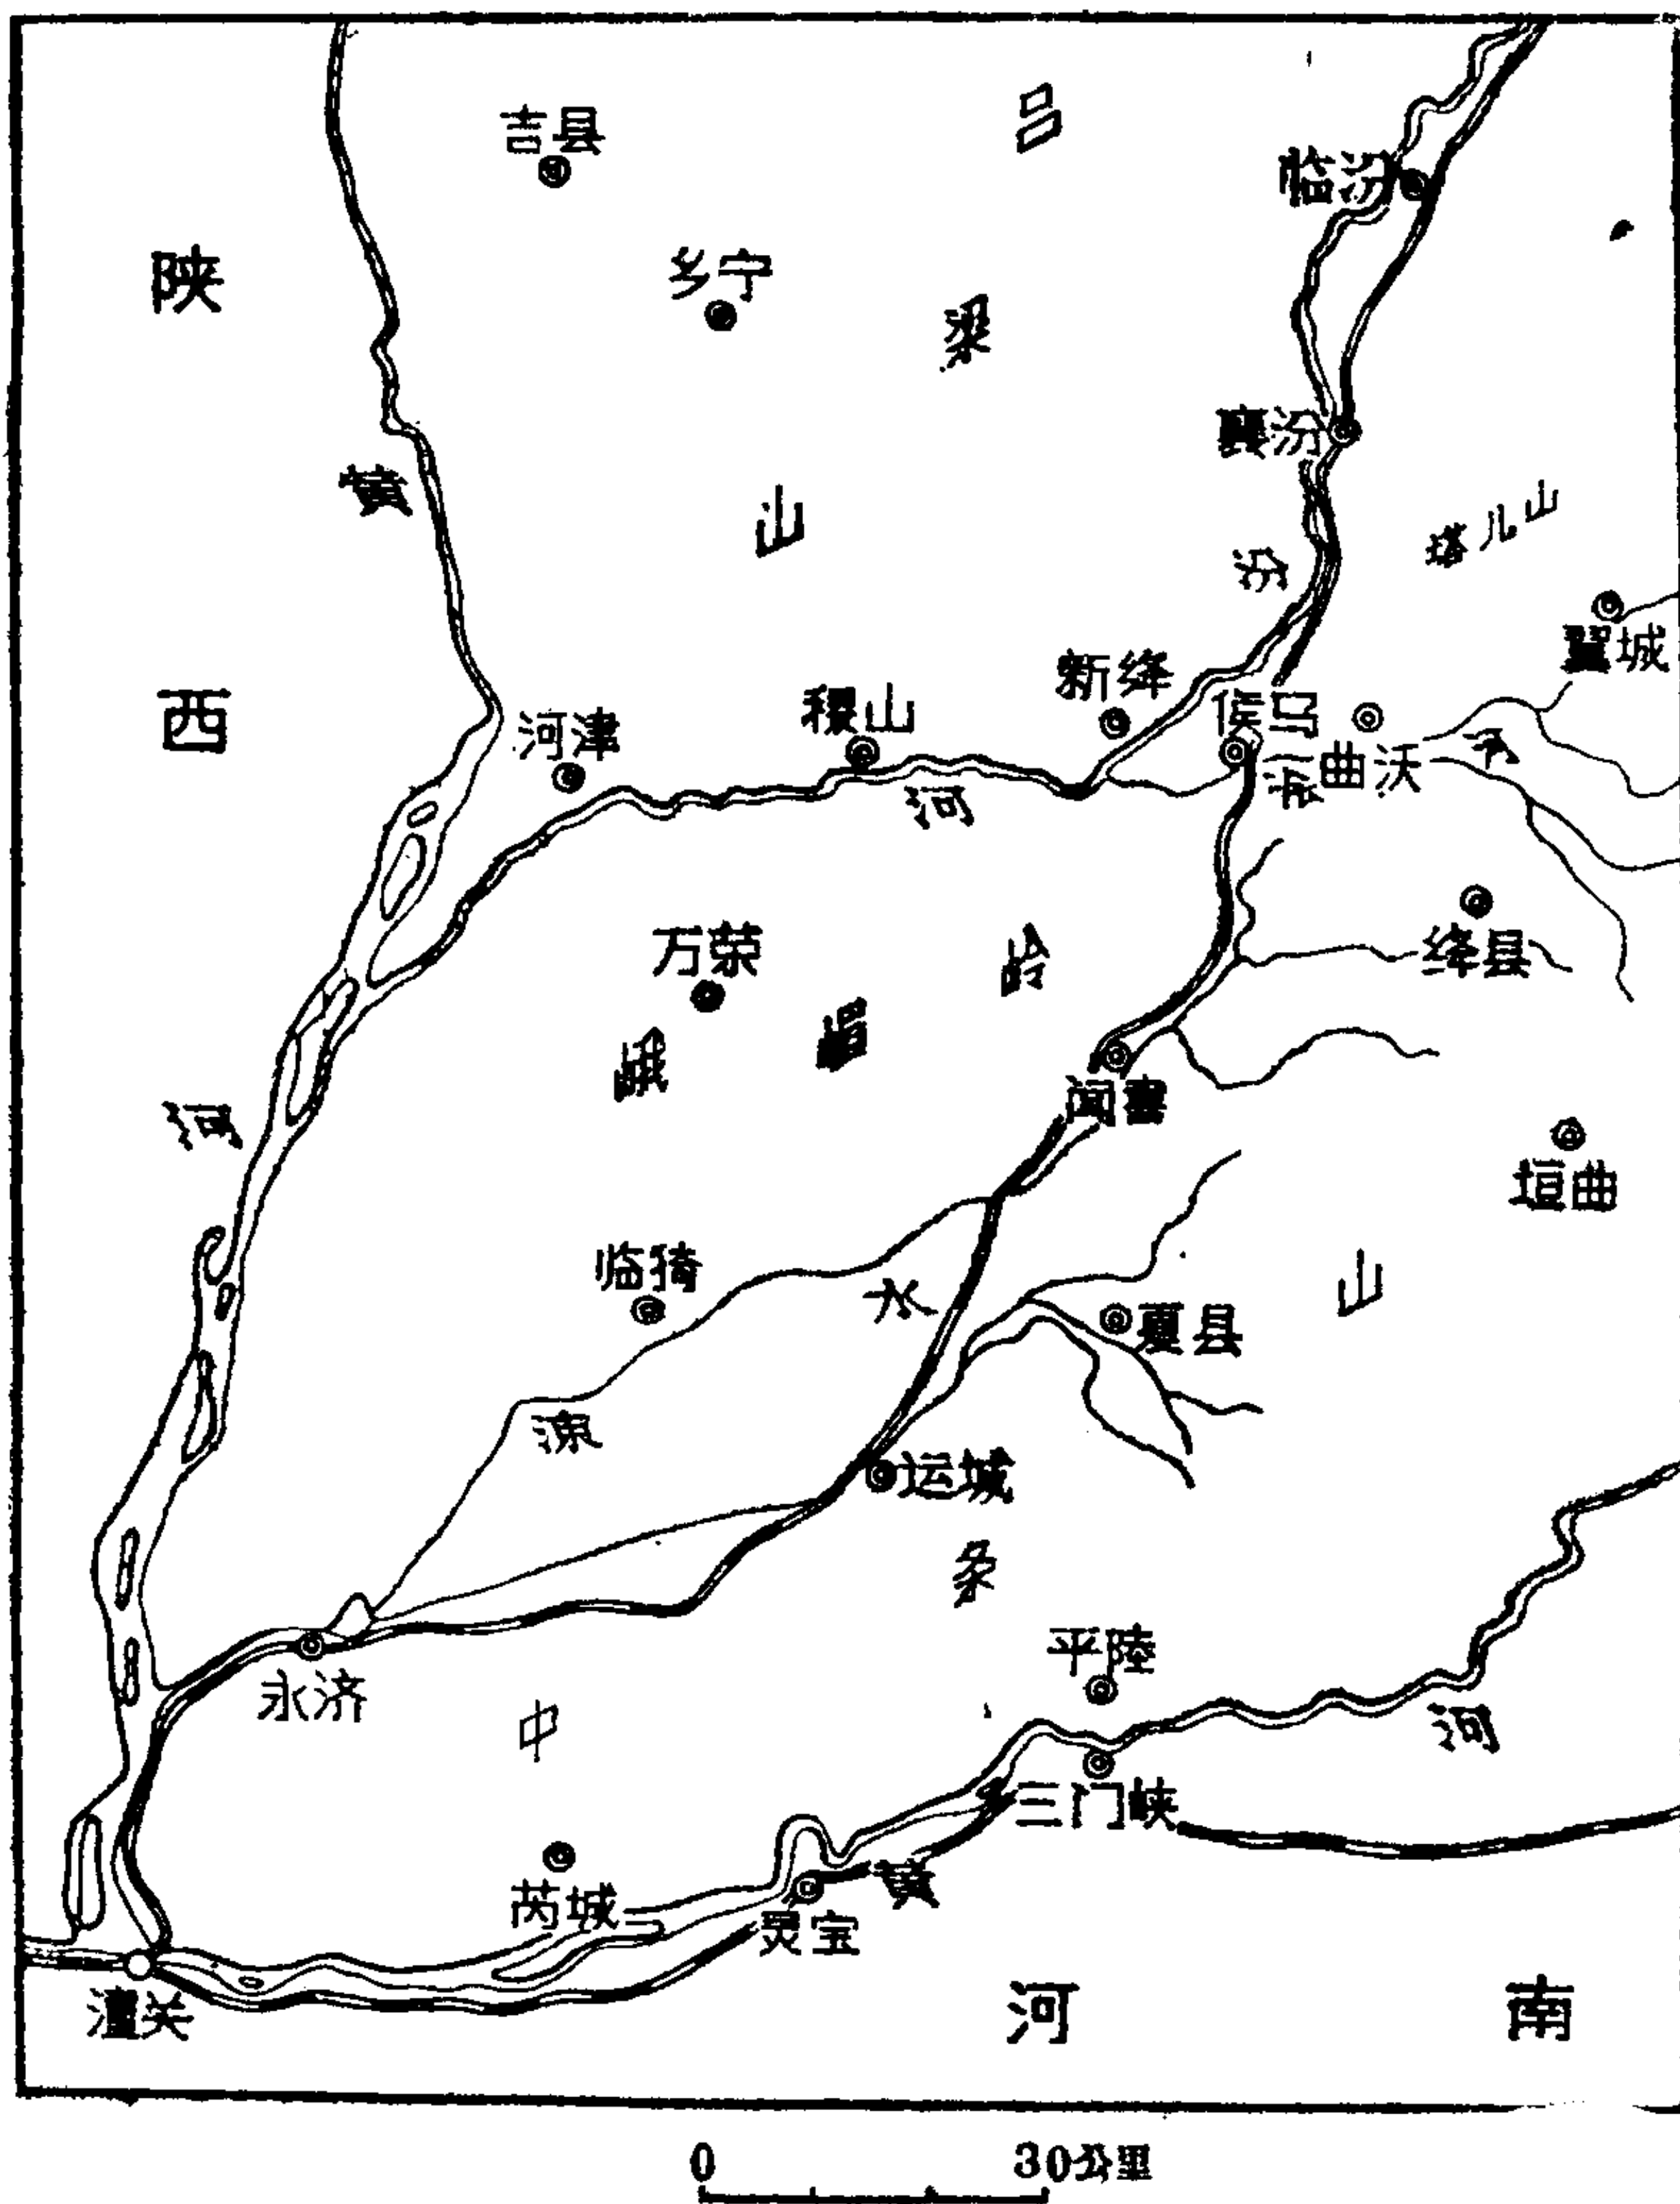 吉县
吕
临汾
陕
乡宁
梁
黄
襄汾
山
塔儿山
汾
翼城
西
新绛
稷山
侯马
河津
曲沃
河
万荣
岭
绛县
峨
嵋
闻喜
河
垣曲
临猗
水
夏县
山
涑
运城
条
平陆
永济
中
河
三门峡
芮城
黄
灵宝
潼关
河
南
0 30公里